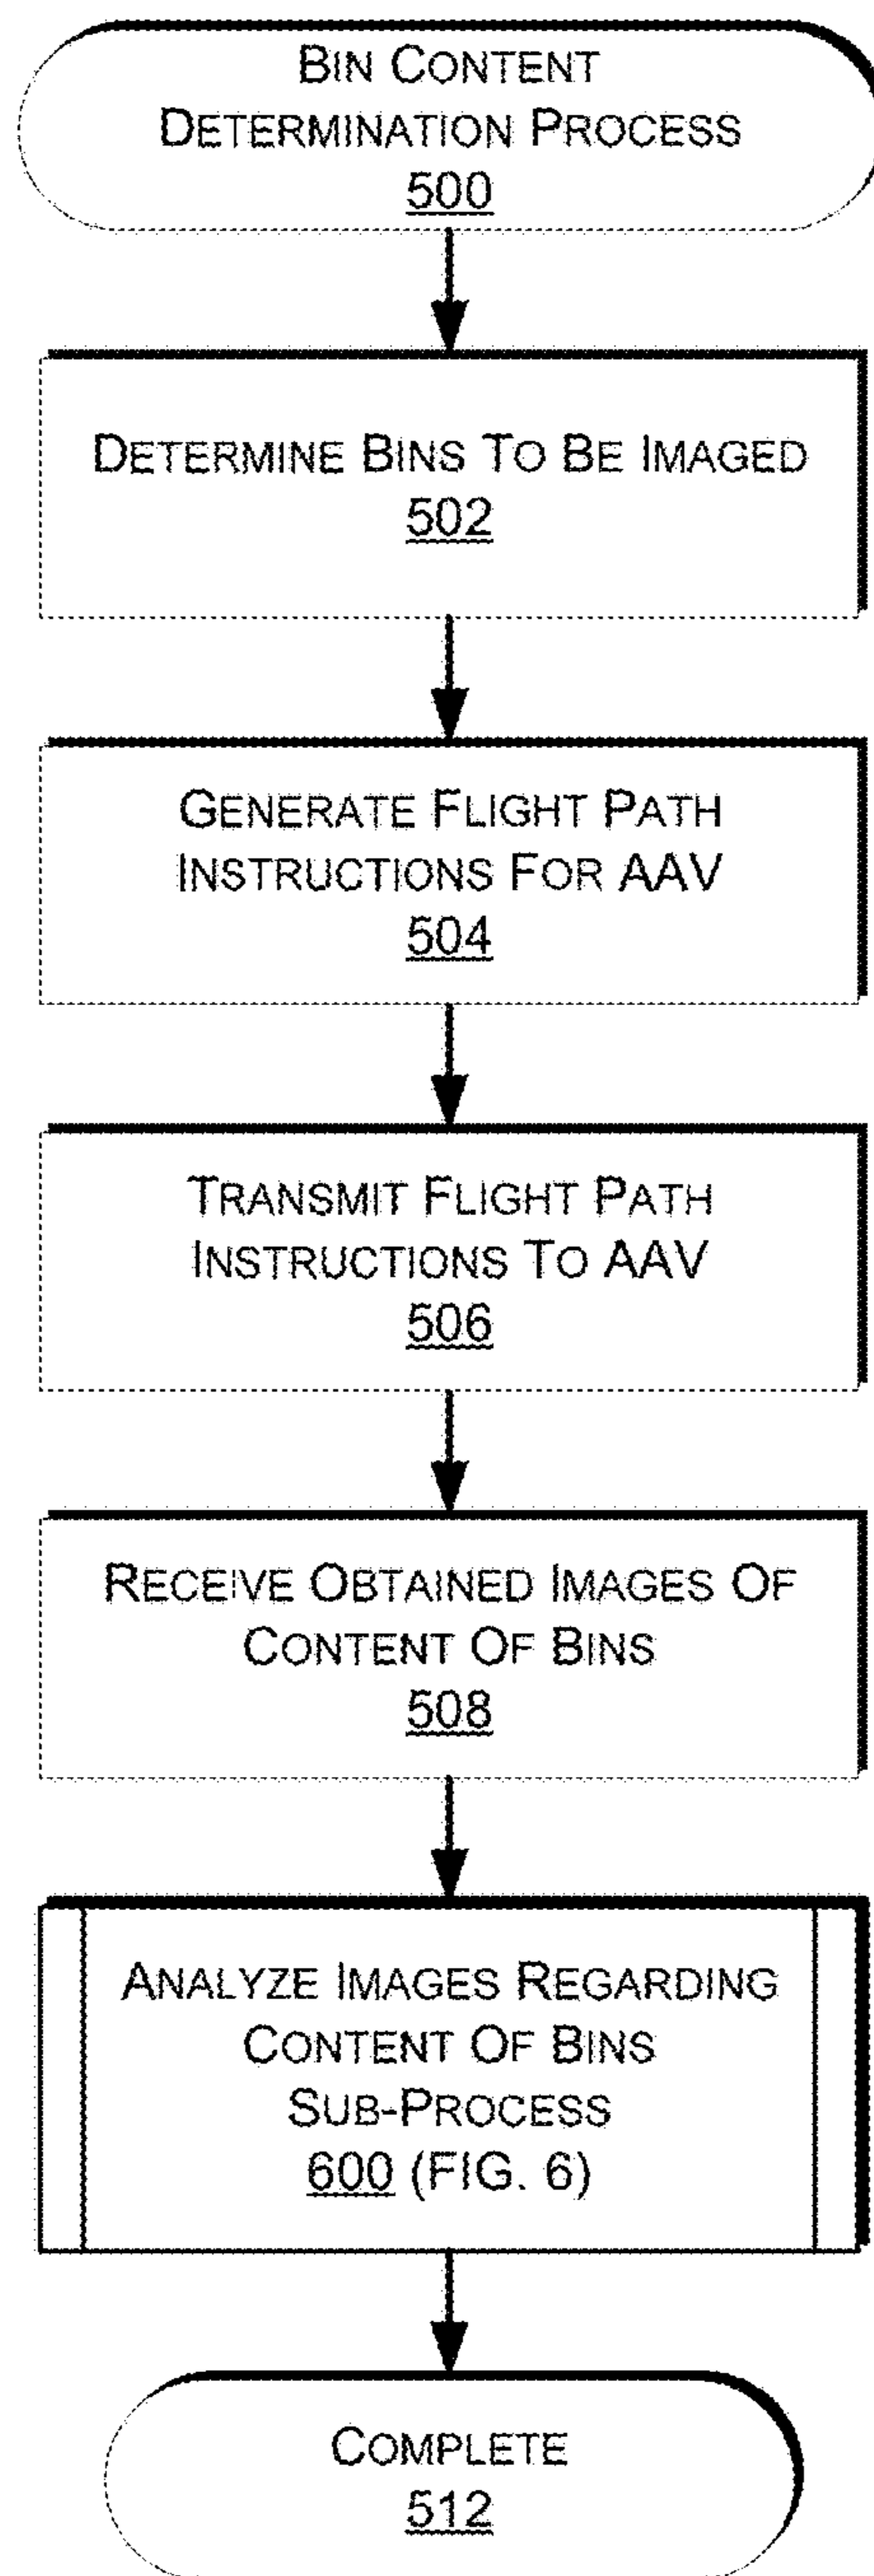 BIN CONTENT
DETERMINATION PROCESS
500
DETERMINE BINS TO BE IMAGED
502
GENERATE FLIGHT PATH
INSTRUCTIONS FOR AAV
504
TRANSMIT FLIGHT PATH
INSTRUCTIONS TO AAV
506
RECEIVE OBTAINED IMAGES OF
CONTENT OF BINS
508
ANALYZE IMAGES REGARDING
CONTENT OF BINS
SUB-PROCESS
600 (FIG. 6)
COMPLETE
512